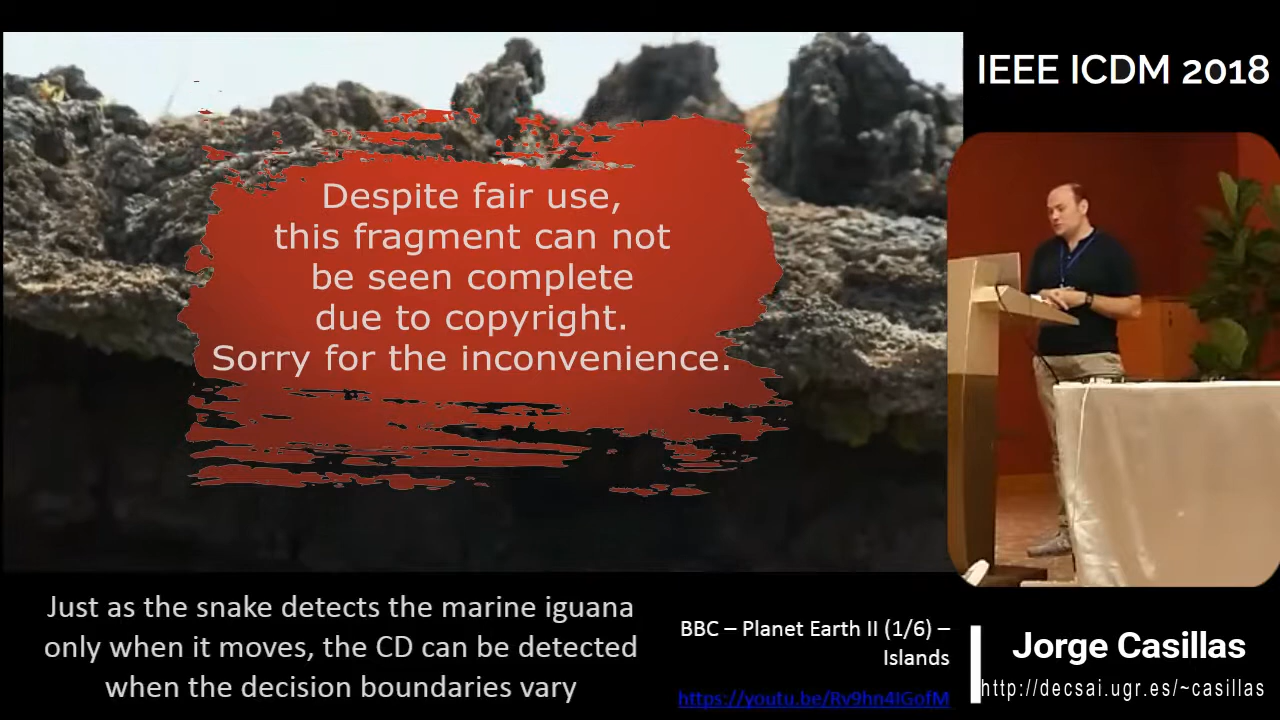 IEEE ICDM 2018
Despite fair use,
this fragment can not
be seen complete
due to copyright.
Sorry for the inconvenience.
Just as the snake detects the marine iguana
only when it moves, the CD can be detected
when the decision boundaries vary
BBC – Planet Earth II (1/6) –
Islands
https://youtu.be/Rv9hn4IGofM
Jorge Casillas
http://decsai.ugr.es/~casillas